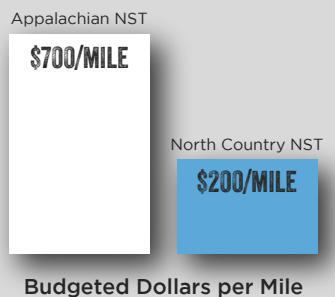 Appalachian NST
$700/MILE
North Country NST
$200/MILE
Budgeted Dollars per Mile